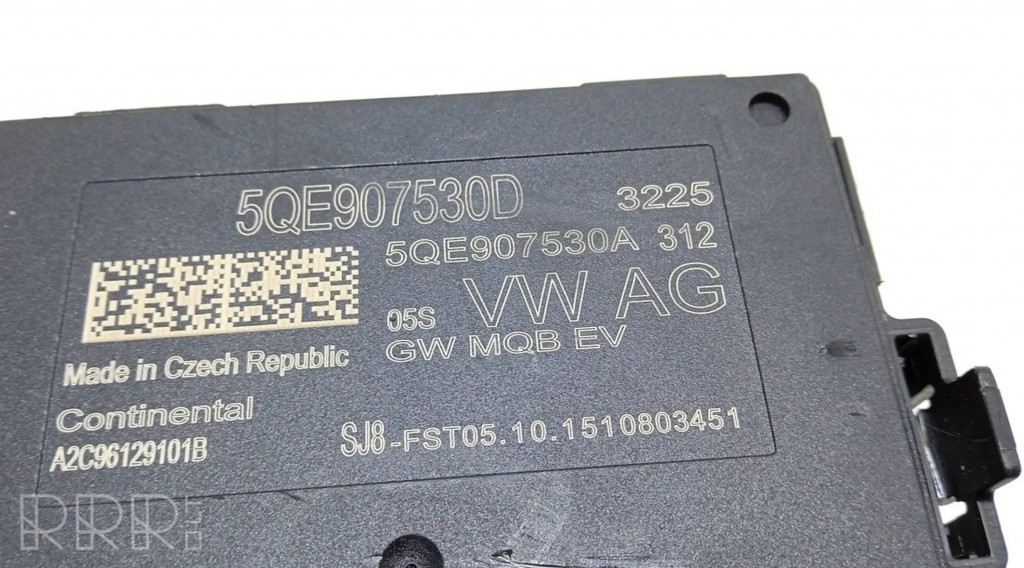 5QE907530D 3225
5QE907530A 312
05S VW AG
GW MQB EV
Made in Czech Republic
Continental
A2C96129101B
SJ8-FST05.10.1510803451
RRR.LT